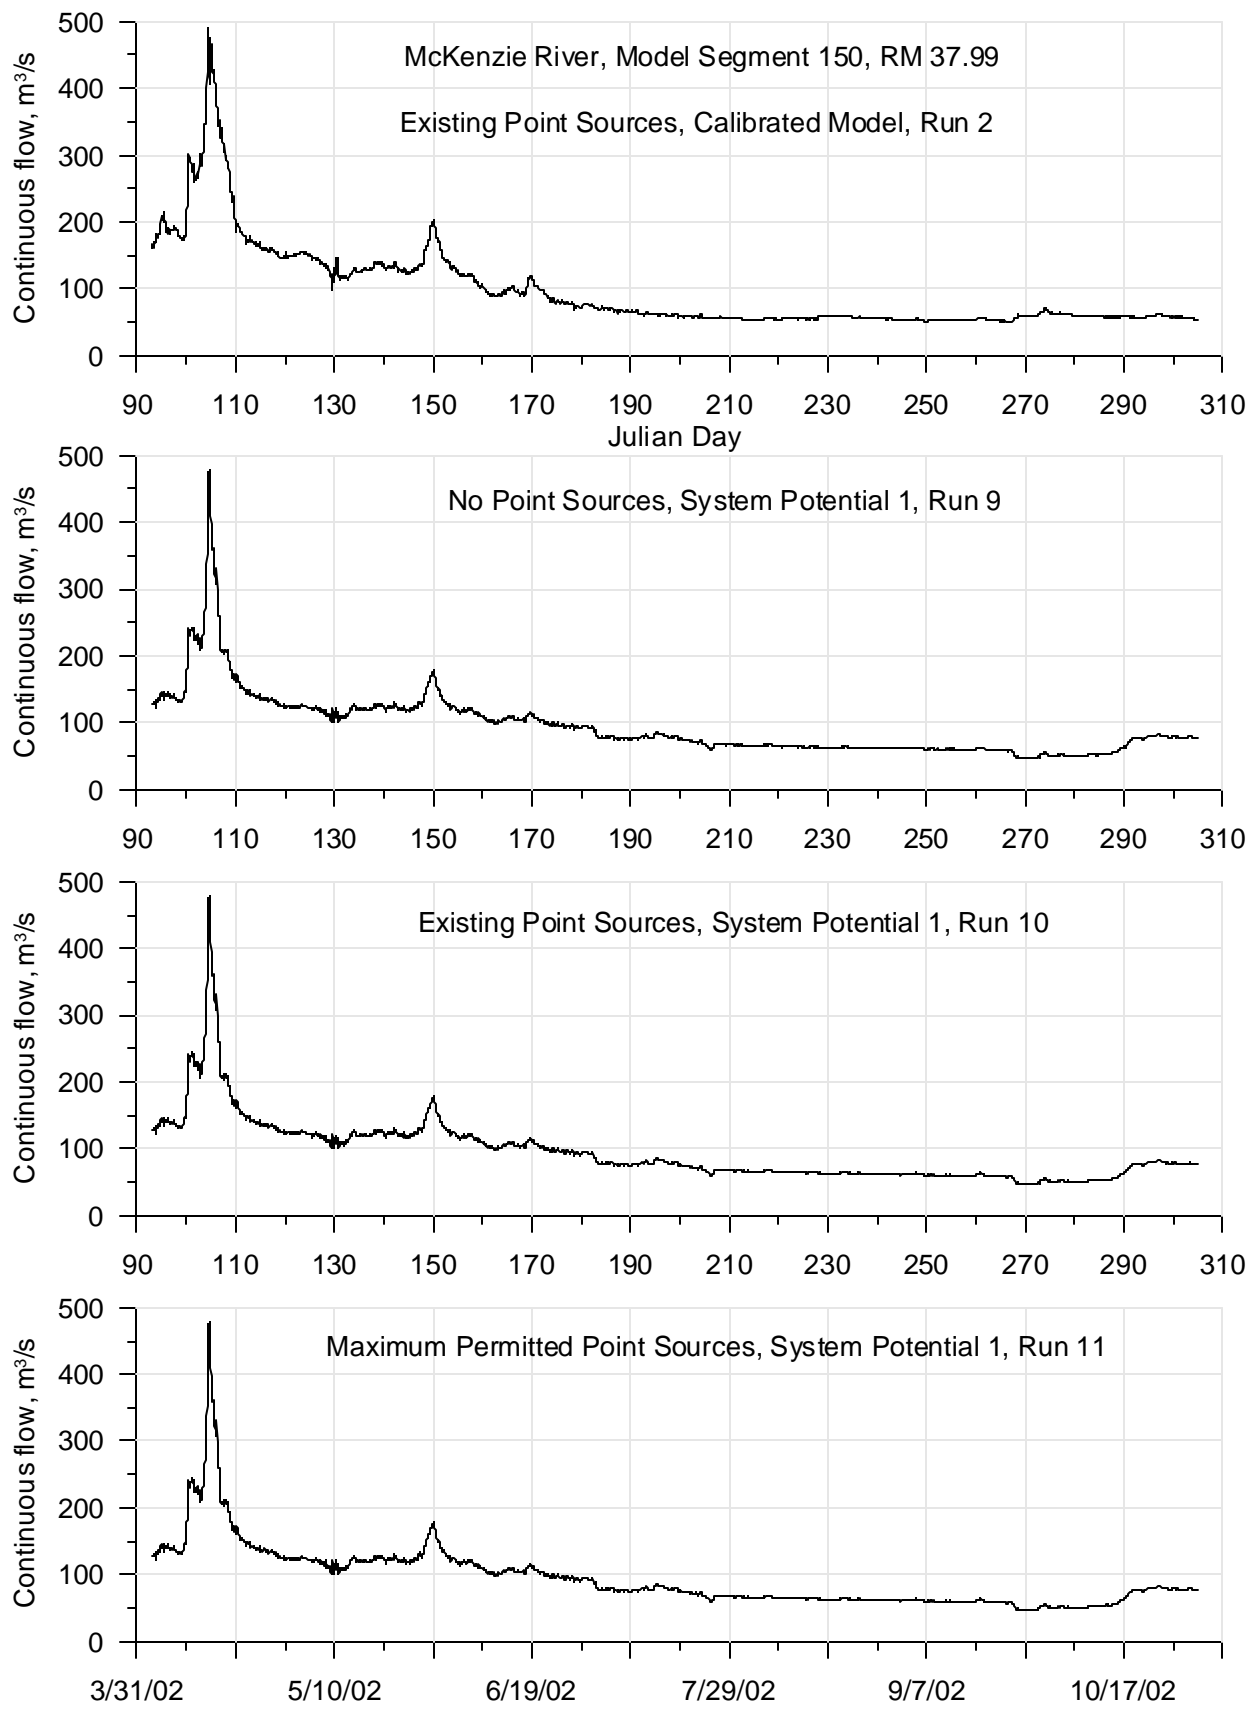 500
400
300
200
100
0
Continuous flow, m³/s
McKenzie River, Model Segment 150, RM 37.99
Existing Point Sources, Calibrated Model, Run 2
90 110 130 150 170 190 210 230 250 270 290 310
Julian Day
500
400
300
200
100
0
Continuous flow, m³/s
No Point Sources, System Potential 1, Run 9
90 110 130 150 170 190 210 230 250 270 290 310
500
400
300
200
100
0
Continuous flow, m³/s
Existing Point Sources, System Potential 1, Run 10
90 110 130 150 170 190 210 230 250 270 290 310
500
400
300
200
100
0
Continuous flow, m³/s
Maximum Permitted Point Sources, System Potential 1, Run 11
3/31/02 5/10/02 6/19/02 7/29/02 9/7/02 10/17/02